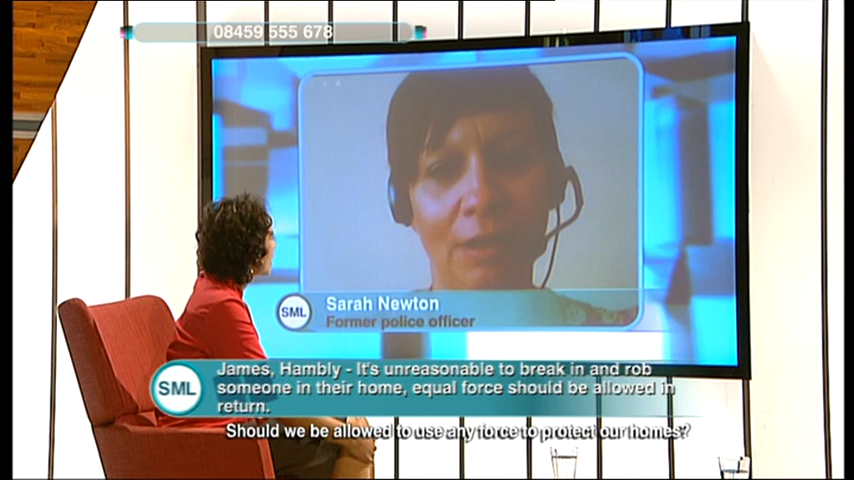 08459 555 678
SML
Sarah Newton
Former police officer
SML
James, Hambly - It's unreasonable to break in and rob
someone in their home, equal force should be allowed in
return.
Should we be allowed to use any force to protect our homes?